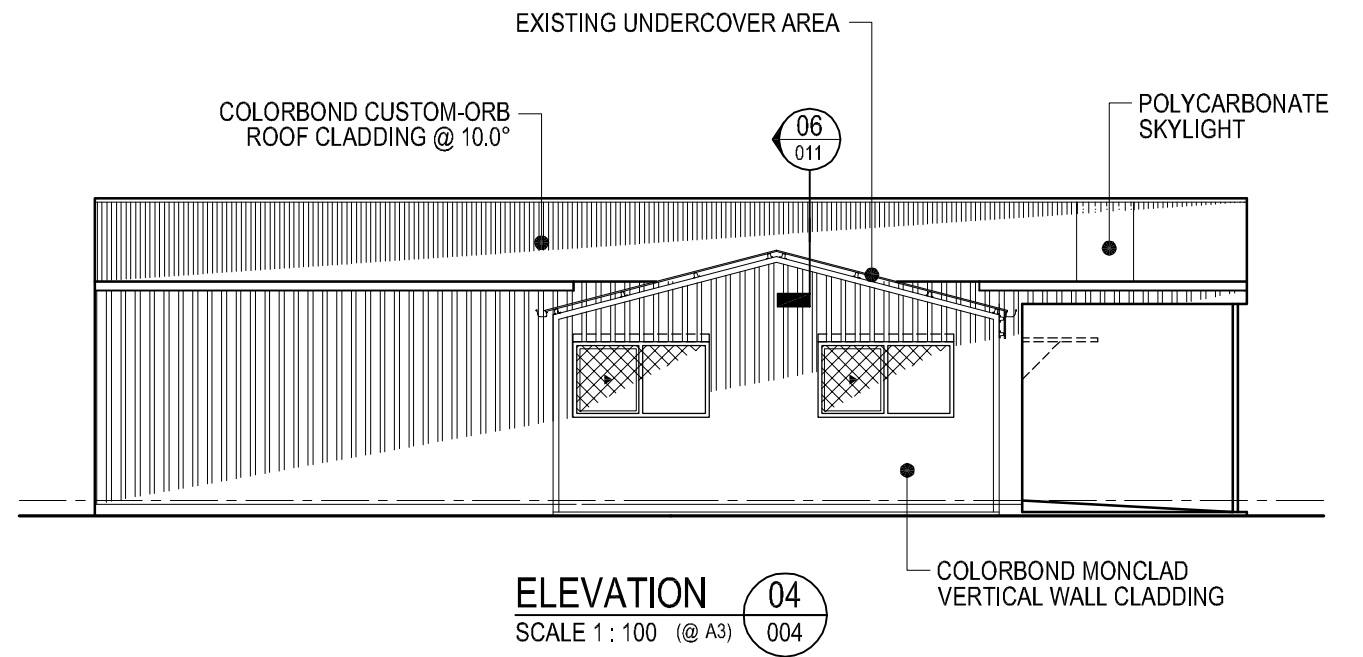 EXISTING UNDERCOVER AREA
COLORBOND CUSTOM-ORB
ROOF CLADDING @ 10.0°
06
011
POLYCARBONATE
SKYLIGHT
COLORBOND MONCLAD
VERTICAL WALL CLADDING
ELEVATION
SCALE 1 : 100 (@ A3)
04
004